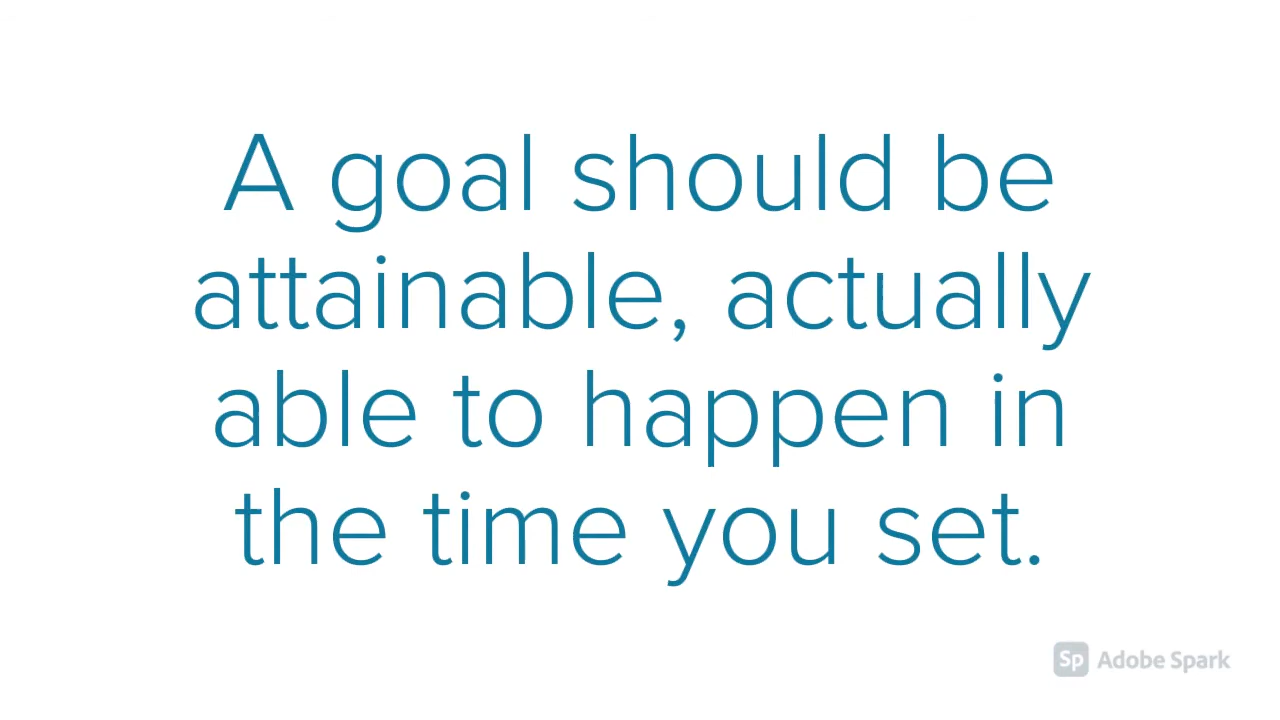 A goal should be
attainable, actually
able to happen in
the time you set.
Sp Adobe Spark